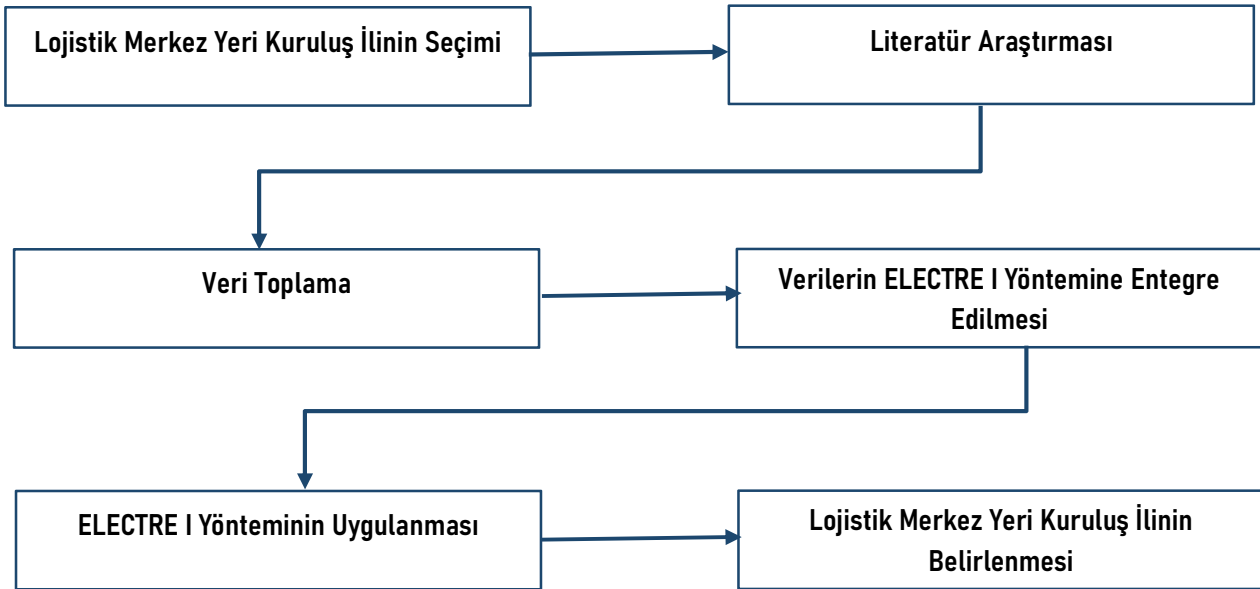 Lojistik Merkez Yeri Kuruluş İlinin Seçimi
Literatür Araştırması
Veri Toplama
Verilerin ELECTRE I Yöntemine Entegre
Edilmesi
ELECTRE I Yönteminin Uygulanması
Lojistik Merkez Yeri Kuruluş İlinin
Belirlenmesi